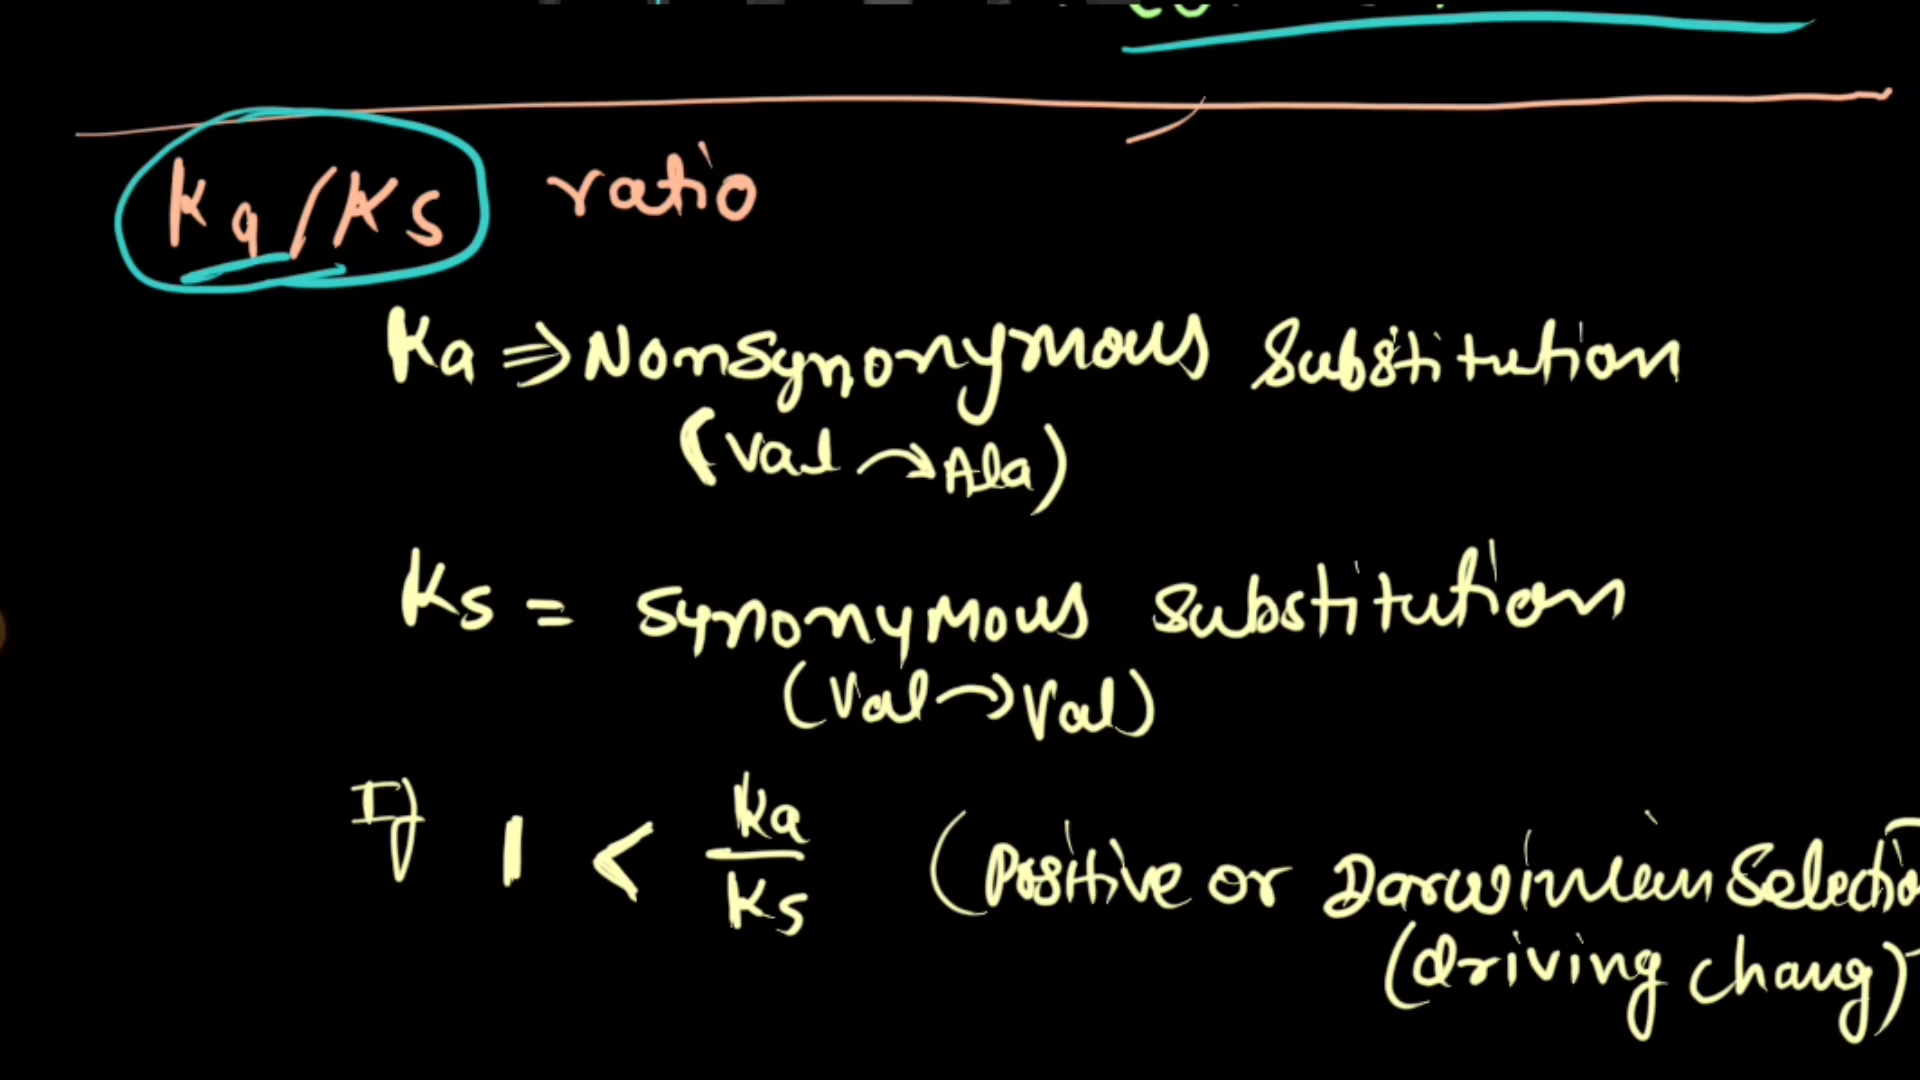 Ka/Ks ratio
Ka ⇒ Nonsynonymous Substitution
(Val → Ala)
Ks = Synonymous Substitution
(Val → Val)
If 1 < Ka/Ks (Positive or Darwinian Selectio
(driving chang)